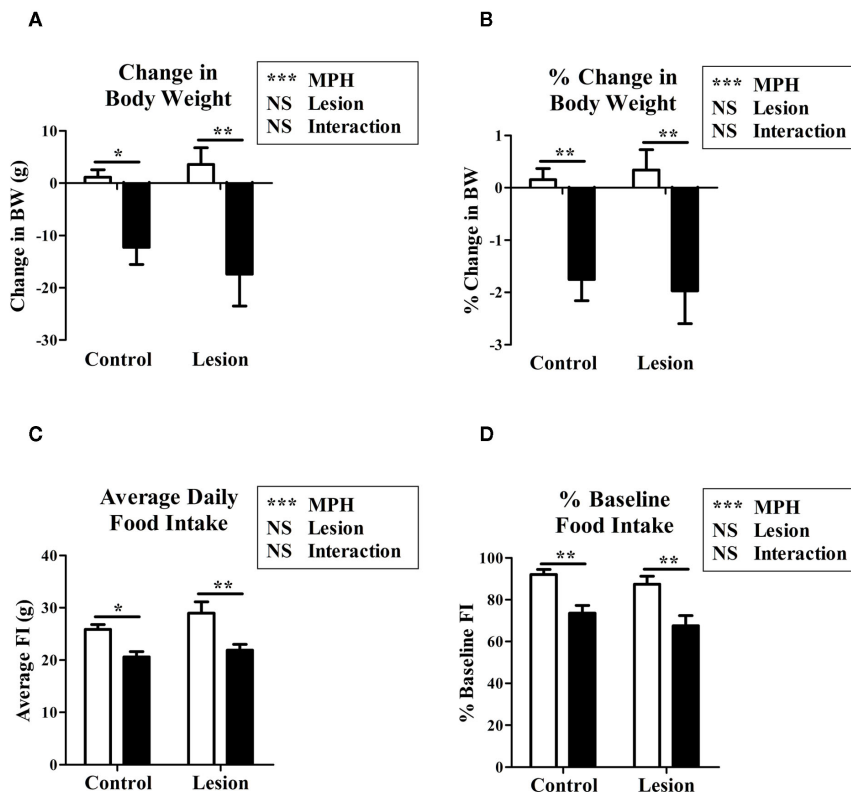 A
Change in
Body Weight
*** MPH
NS Lesion
NS Interaction
Change in BW (g)
10
0
-10
-20
-30
*
**
Control
Lesion
B
% Change in
Body Weight
*** MPH
NS Lesion
NS Interaction
% Change in BW
1
0
-1
-2
-3
**
**
Control
Lesion
C
Average Daily
Food Intake
*** MPH
NS Lesion
NS Interaction
Average FI (g)
40
30
20
10
0
*
**
Control
Lesion
D
% Baseline
Food Intake
*** MPH
NS Lesion
NS Interaction
% Baseline FI
100
80
60
40
20
0
**
**
Control
Lesion